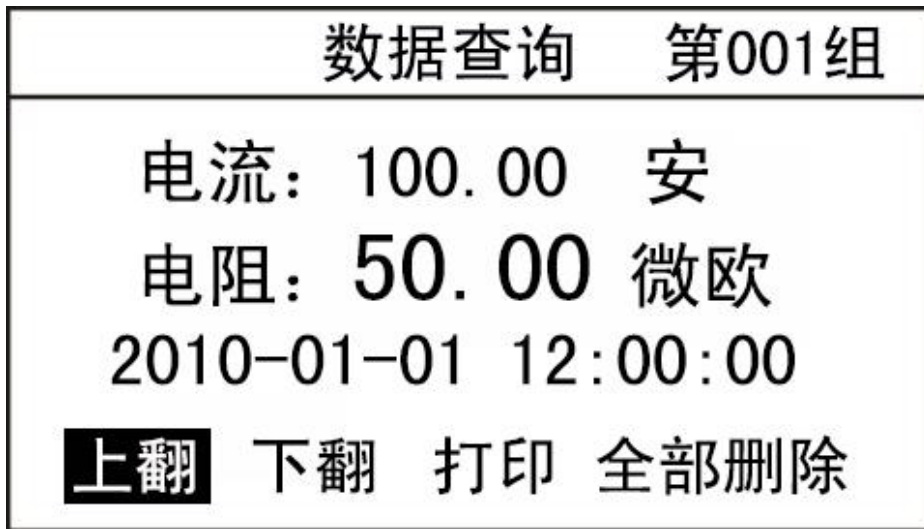 数据查询 第001组
电流：100.00 安
电阻：50.00 微欧
2010-01-01 12:00:00
上翻 下翻 打印 全部删除